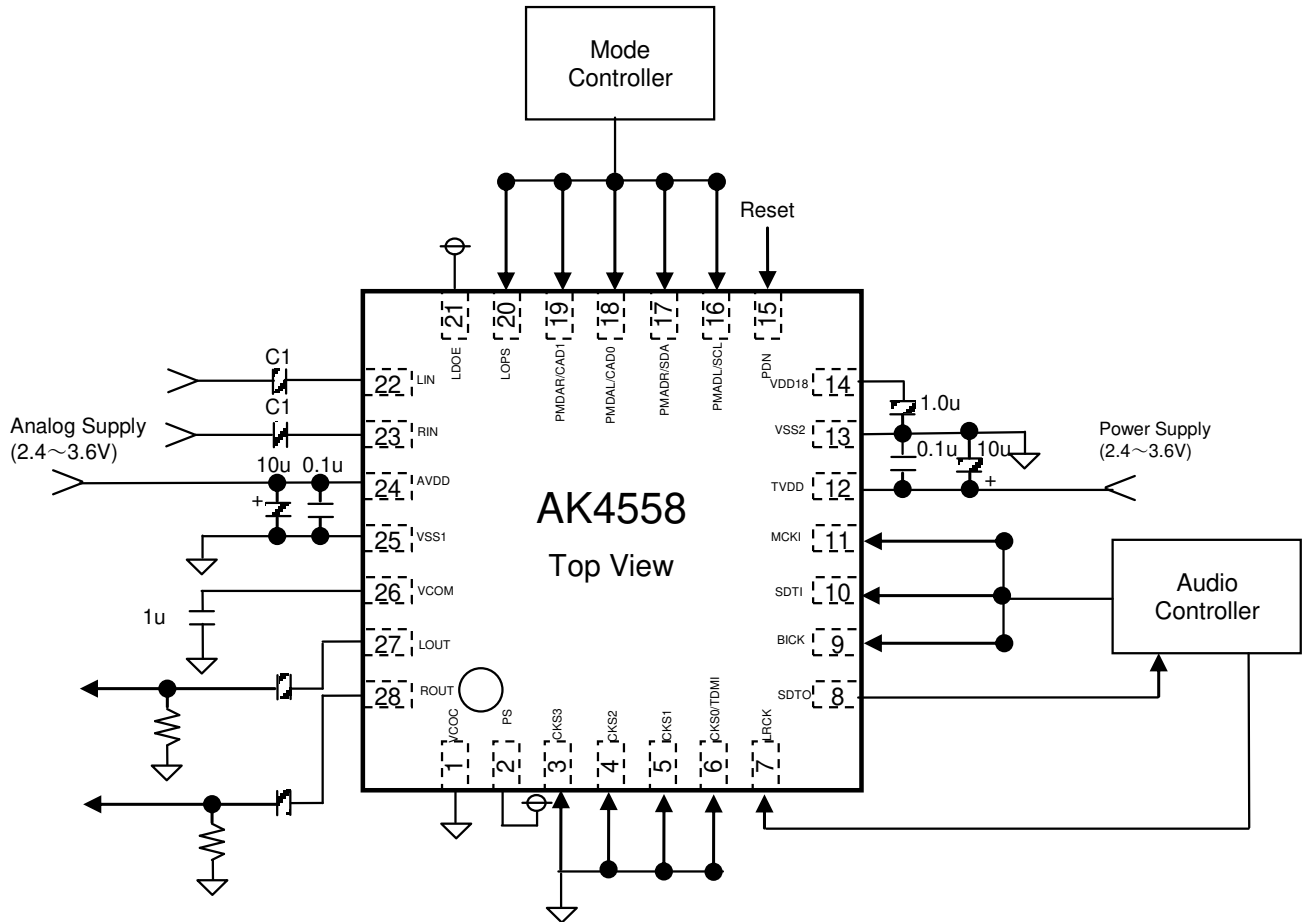 Mode
Controller
Reset
21
20
19
18
17
16
15
LDOE
LOPS
PMDAR/CAD1
PMDAL/CAD0
PMADR/SDA
PMADL/SCL
PDN
C1
22 LIN
C1
23 RIN
Analog Supply
(2.4～3.6V)
10u 0.1u
+
24 AVDD
25 VSS1
26 VCOM
1u
27 LOUT
28 ROUT
AK4558
Top View
VDD18 14
1.0u
VSS2 13
0.1u 10u
+
Power Supply
(2.4～3.6V)
TVDD 12
MCKI 11
SDTI 10
BICK 9
SDTO 8
Audio
Controller
VCOC
PS
CKS3
CKS2
CKS1
CKS0/TDMI
LRCK
1
2
3
4
5
6
7